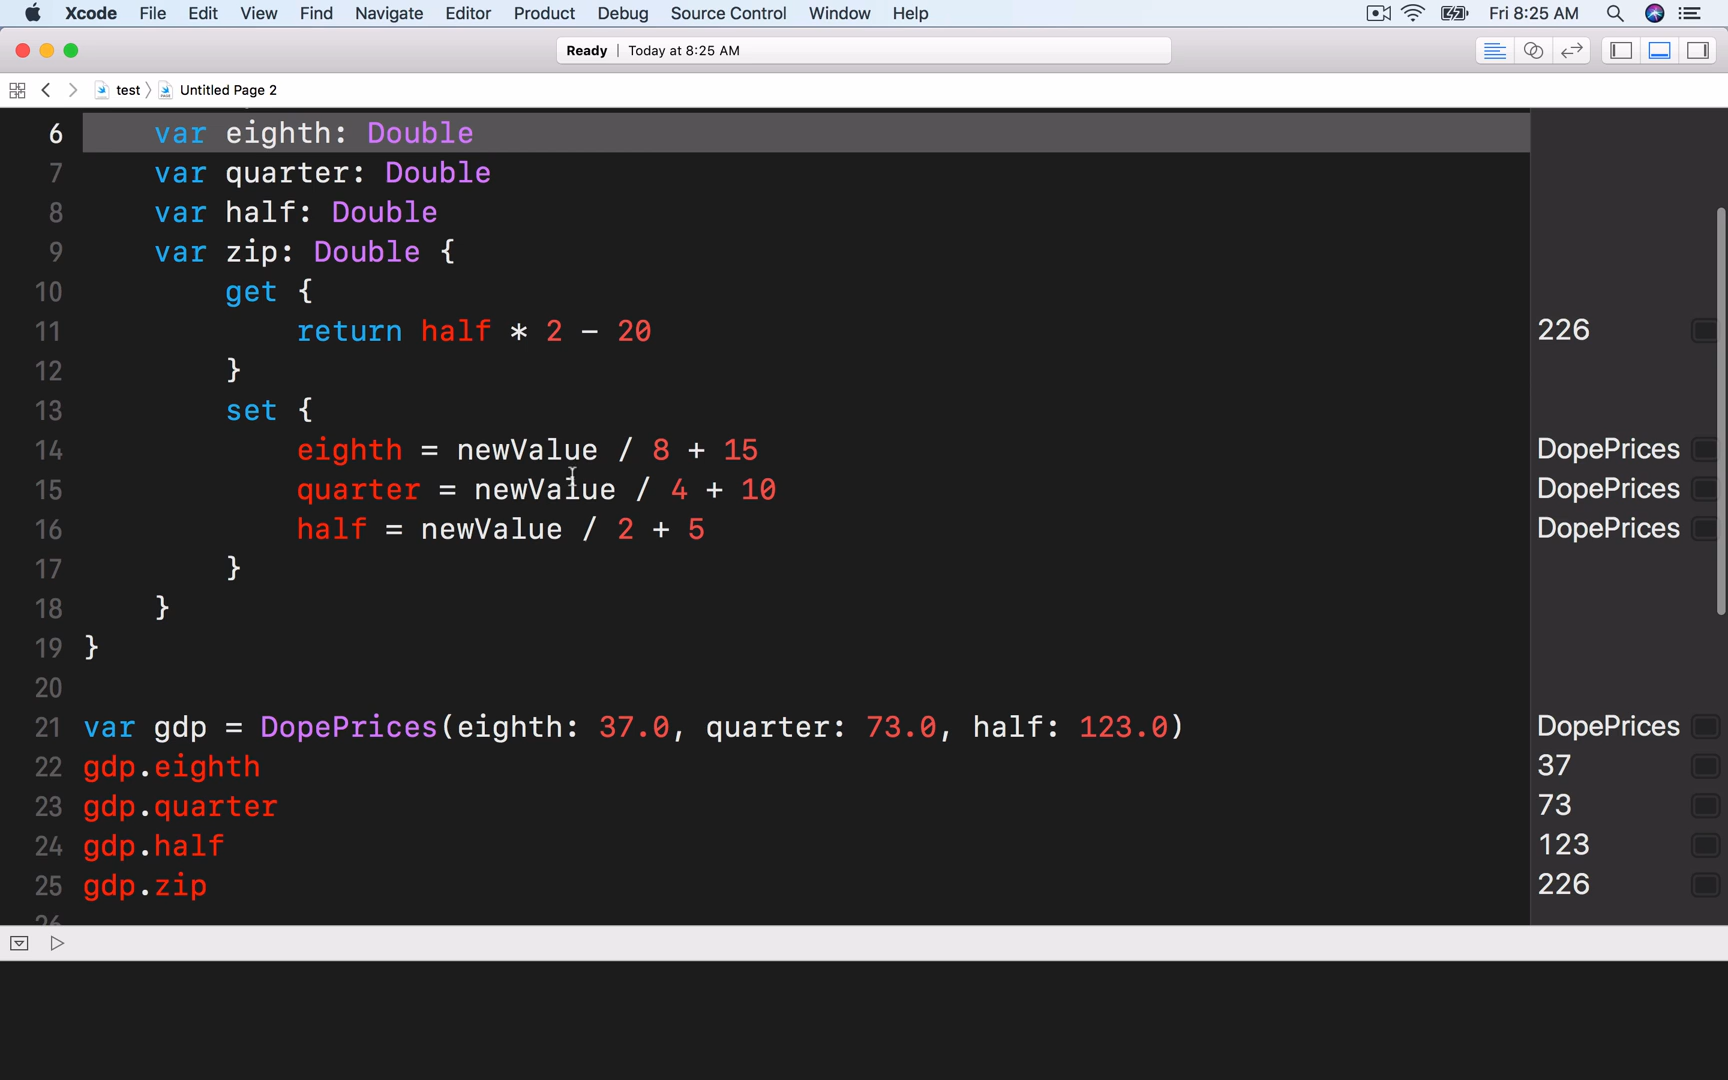 Xcode File Edit View Find Navigate Editor Product Debug Source Control Window Help Fri 8:25 AM
Ready | Today at 8:25 AM
test Untitled Page 2
6 var eighth: Double
7 var quarter: Double
8 var half: Double
9 var zip: Double {
10 get {
11 return half * 2 - 20 226
12 }
13 set {
14 eighth = newValue / 8 + 15 DopePrices
15 quarter = newValue / 4 + 10 DopePrices
16 half = newValue / 2 + 5 DopePrices
17 }
18 }
19 }
20
21 var gdp = DopePrices(eighth: 37.0, quarter: 73.0, half: 123.0) DopePrices
22 gdp.eighth 37
23 gdp.quarter 73
24 gdp.half 123
25 gdp.zip 226
26